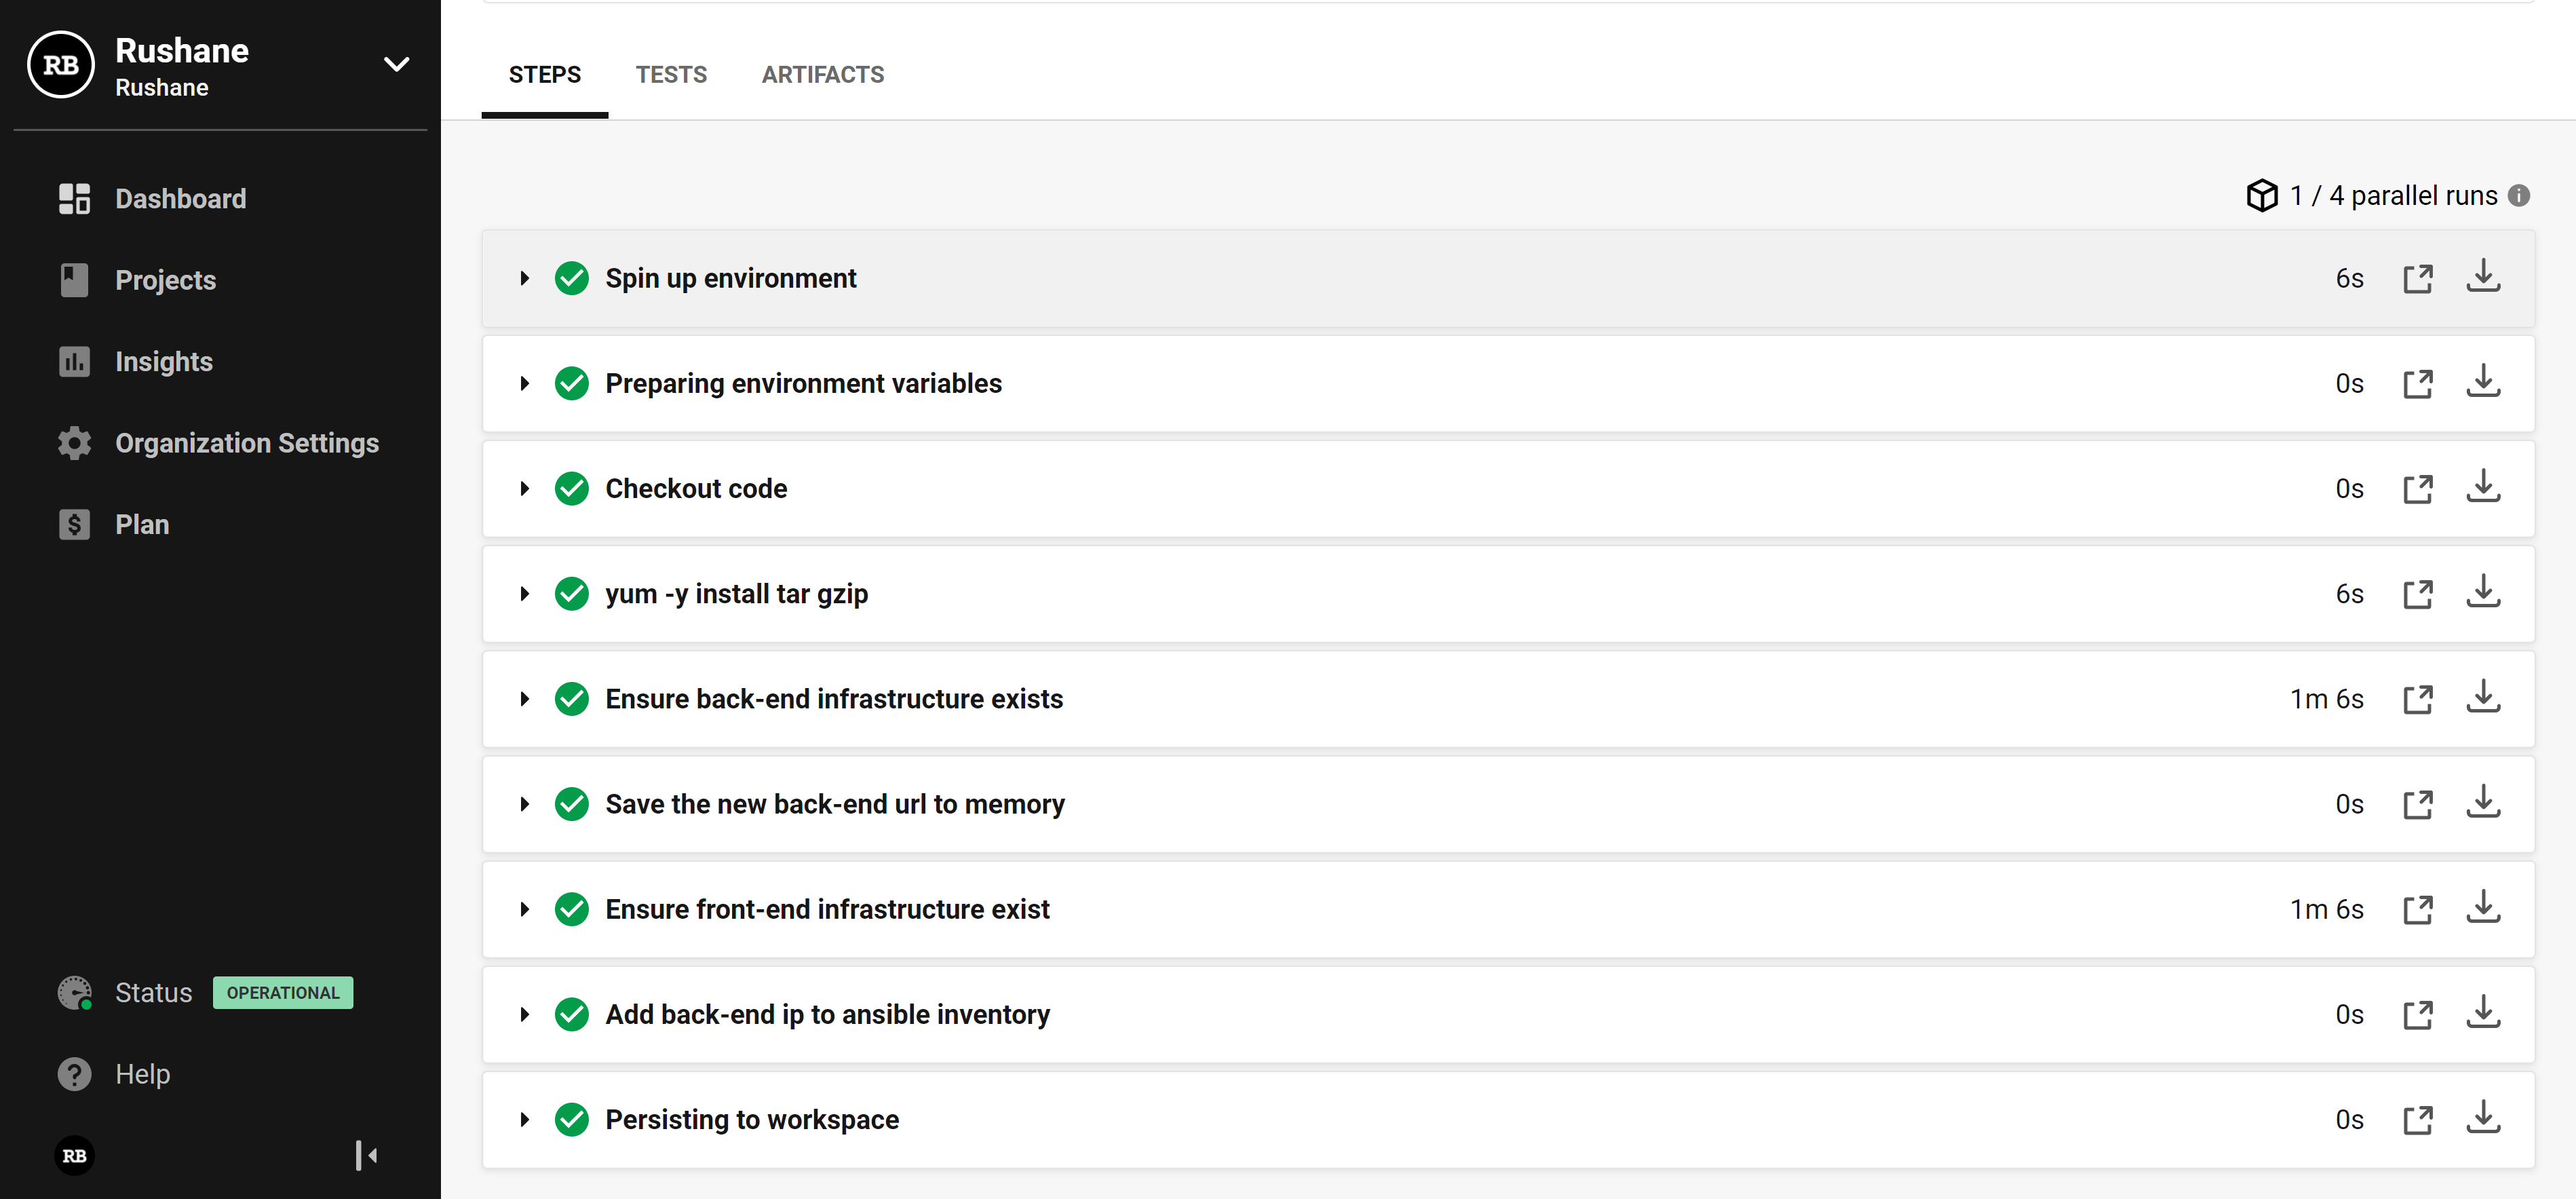 RB
Rushane
Rushane
Dashboard
Projects
Insights
Organization Settings
$ Plan
Status OPERATIONAL
? Help
RB
STEPS TESTS ARTIFACTS
1 / 4 parallel runs i
Spin up environment 6s
Preparing environment variables 0s
Checkout code 0s
yum -y install tar gzip 6s
Ensure back-end infrastructure exists 1m 6s
Save the new back-end url to memory 0s
Ensure front-end infrastructure exist 1m 6s
Add back-end ip to ansible inventory 0s
Persisting to workspace 0s